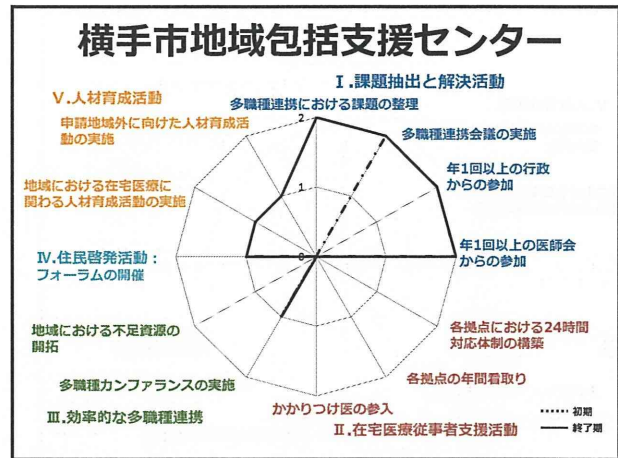 横手市地域包括支援センター
Ⅰ.課題抽出と解決活動
多職種連携における課題の整理
多職種連携会議の実施
年1回以上の行政
からの参加
年1回以上の医師会
からの参加
各拠点における24時間
対応体制の構築
各拠点の年間看取り
Ⅱ.在宅医療従事者支援活動
かかりつけ医の参入
Ⅲ.効率的な多職種連携
多職種カンファランスの実施
地域における不足資源の
開拓
Ⅳ.住民啓発活動：
フォーラムの開催
地域における在宅医療に
関わる人材育成活動の実施
Ⅴ.人材育成活動
申請地域外に向けた人材育成活
動の実施
2
1
0
初期
終了期